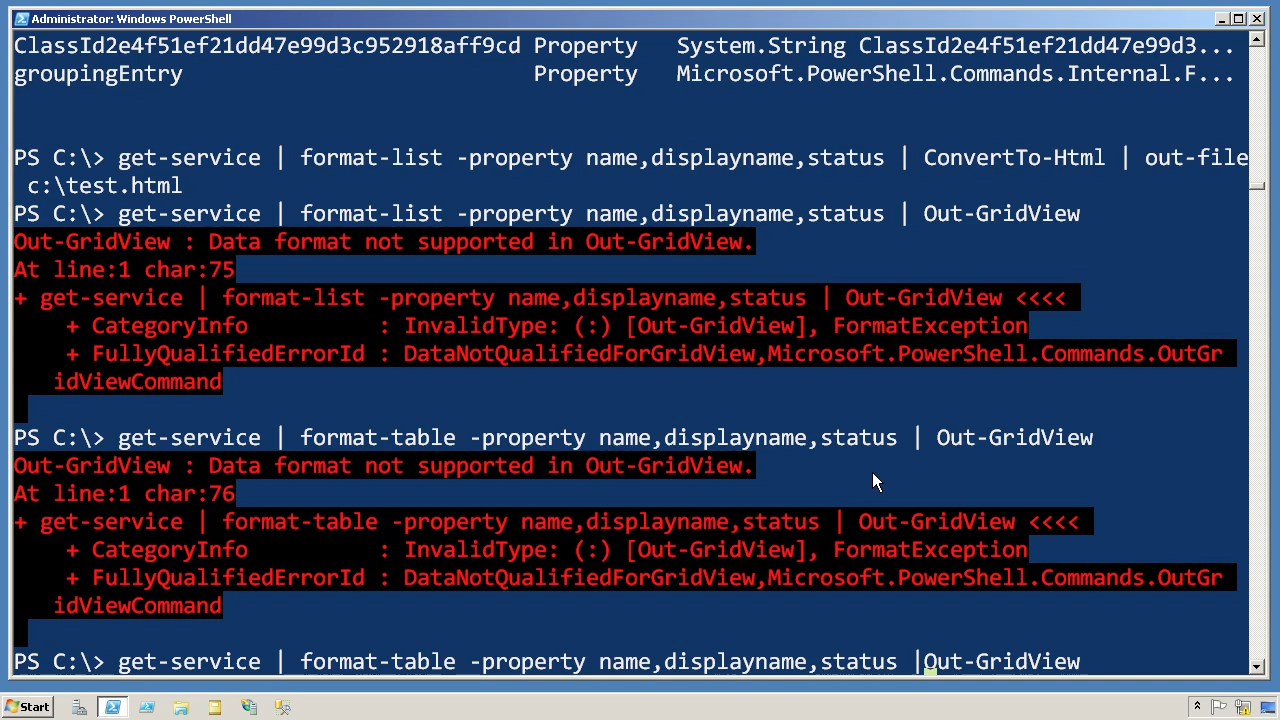 Administrator: Windows PowerShell
ClassId2e4f51ef21dd47e99d3c952918aff9cd Property   System.String ClassId2e4f51ef21dd47e99d3...
groupingEntry                           Property   Microsoft.PowerShell.Commands.Internal.F...
PS C:\> get-service | format-list -property name,displayname,status | ConvertTo-Html | out-file
 c:\test.html
PS C:\> get-service | format-list -property name,displayname,status | Out-GridView
Out-GridView : Data format not supported in Out-GridView.
At line:1 char:75
+ get-service | format-list -property name,displayname,status | Out-GridView <<<<
    + CategoryInfo          : InvalidType: (:) [Out-GridView], FormatException
    + FullyQualifiedErrorId : DataNotQualifiedForGridView,Microsoft.PowerShell.Commands.OutGr
   idViewCommand
PS C:\> get-service | format-table -property name,displayname,status | Out-GridView
Out-GridView : Data format not supported in Out-GridView.
At line:1 char:76
+ get-service | format-table -property name,displayname,status | Out-GridView <<<<
    + CategoryInfo          : InvalidType: (:) [Out-GridView], FormatException
    + FullyQualifiedErrorId : DataNotQualifiedForGridView,Microsoft.PowerShell.Commands.OutGr
   idViewCommand
PS C:\> get-service | format-table -property name,displayname,status |Out-GridView
Start